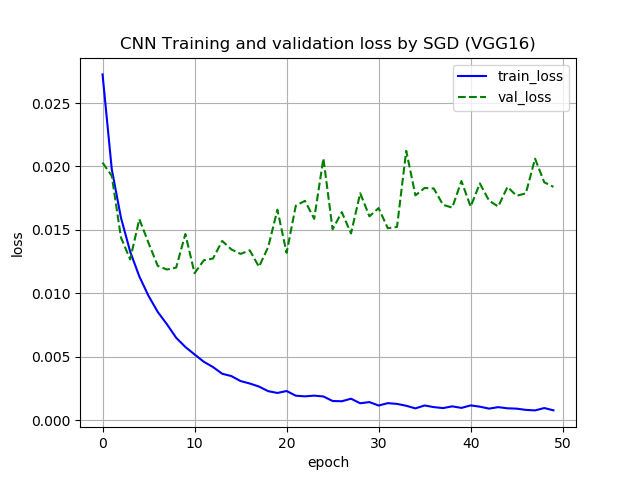 CNN Training and validation loss by SGD (VGG16)
train_loss
val_loss
0.025
0.020
0.015
0.010
0.005
0.000
loss
0 10 20 30 40 50
epoch